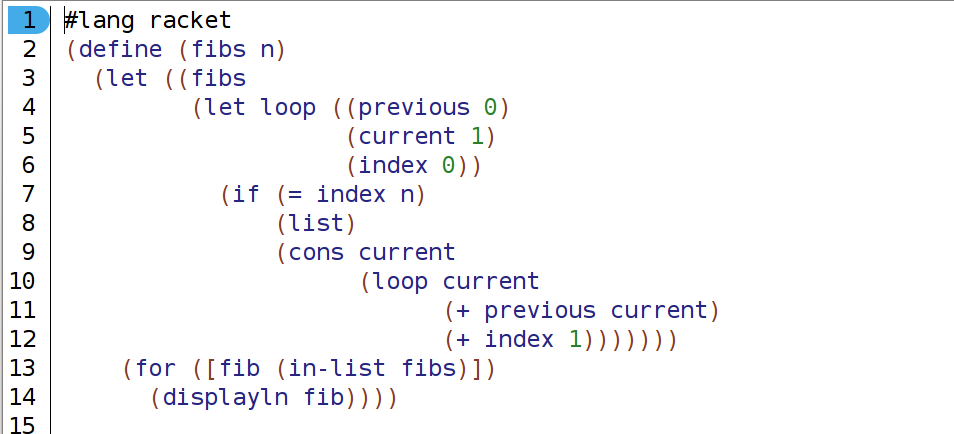 1 #lang racket
2 (define (fibs n)
3   (let ((fibs
4          (let loop ((previous 0)
5                     (current 1)
6                     (index 0))
7            (if (= index n)
8                (list)
9                (cons current
10                     (loop current
11                           (+ previous current)
12                           (+ index 1)))))))
13     (for ([fib (in-list fibs)])
14       (displayln fib))))
15